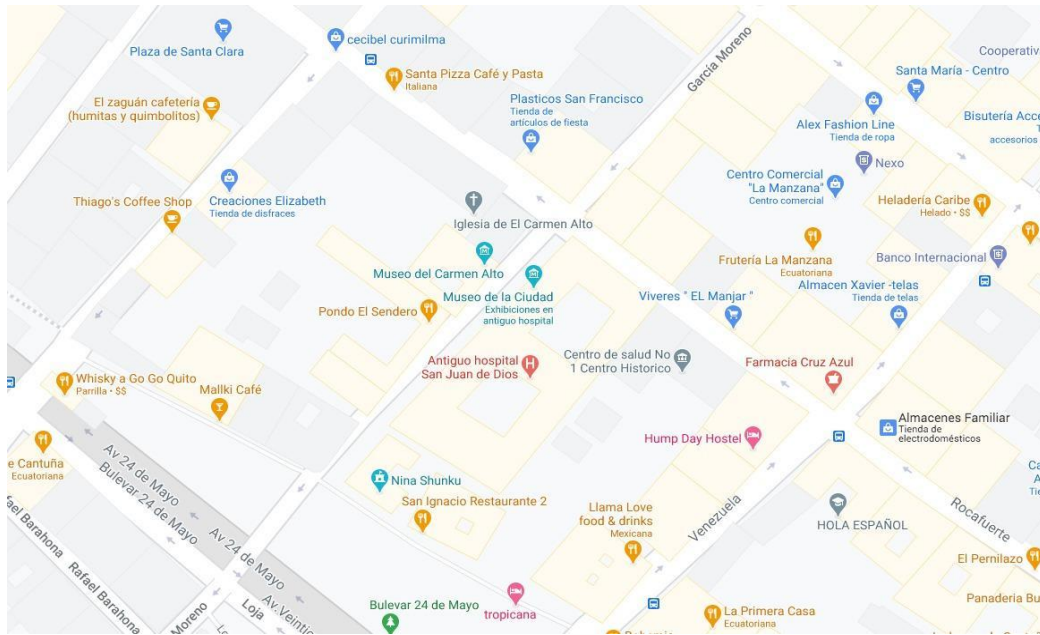 Plaza de Santa Clara
cecibel curimilma
García Moreno
Cooperativ
Santa María - Centro
Santa Pizza Café y Pasta
Italiana
El zaguán cafetería
(humitas y quimbolitos)
Plasticos San Francisco
Tienda de
artículos de fiesta
Alex Fashion Line
Tienda de ropa
Bisutería Acce
accesorios
Nexo
Centro Comercial
"La Manzana"
Centro comercial
Creaciones Elizabeth
Tienda de disfraces
Thiago's Coffee Shop
Iglesia de El Carmen Alto
Heladería Caribe
Helado • $$
Museo del Carmen Alto
Frutería La Manzana
Ecuatoriana
Banco Internacional
Museo de la Ciudad
Exhibiciones en
antiguo hospital
Viveres " EL Manjar "
Almacen Xavier -telas
Tienda de telas
Pondo El Sendero
Antiguo hospital
San Juan de Dios
Centro de salud No
1 Centro Historico
Farmacia Cruz Azul
Whisky a Go Go Quito
Parrilla • $$
Mallki Café
Almacenes Familiar
Tienda de
electrodomésticos
Hump Day Hostel
e Cantuña
Ecuatoriana
Av 24 de Mayo
Bulevar 24 de Mayo
Nina Shunku
San Ignacio Restaurante 2
Llama Love
food & drinks
Mexicana
Venezuela
HOLA ESPAÑOL
Rocafuerte
ael Barahona
Rafael Barahona
Av 24 de Mayo
El Pernilazo
Panaderia Bu
Moreno
Loja
Av. Veinti
Bulevar 24 de Mayo
tropicana
La Primera Casa
Ecuatoriana